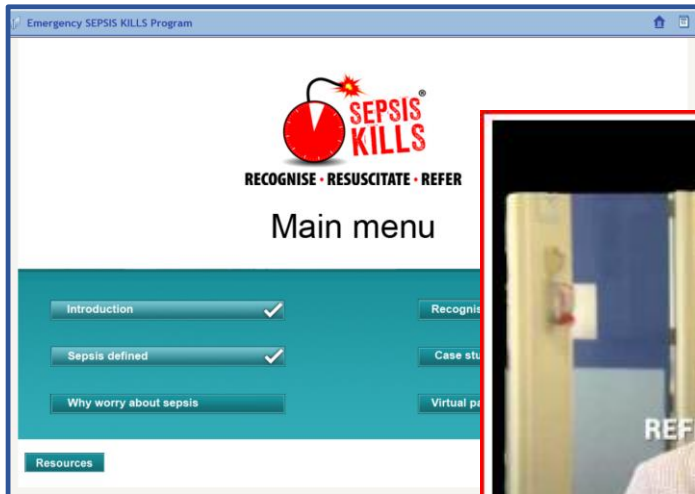 Emergency SEPSIS KILLS Program
SEPSIS®
KILLS
RECOGNISE · RESUSCITATE · REFER
Main menu
Introduction
Recognis
Sepsis defined
Case stu
Why worry about sepsis
Virtual pa
Resources
REF